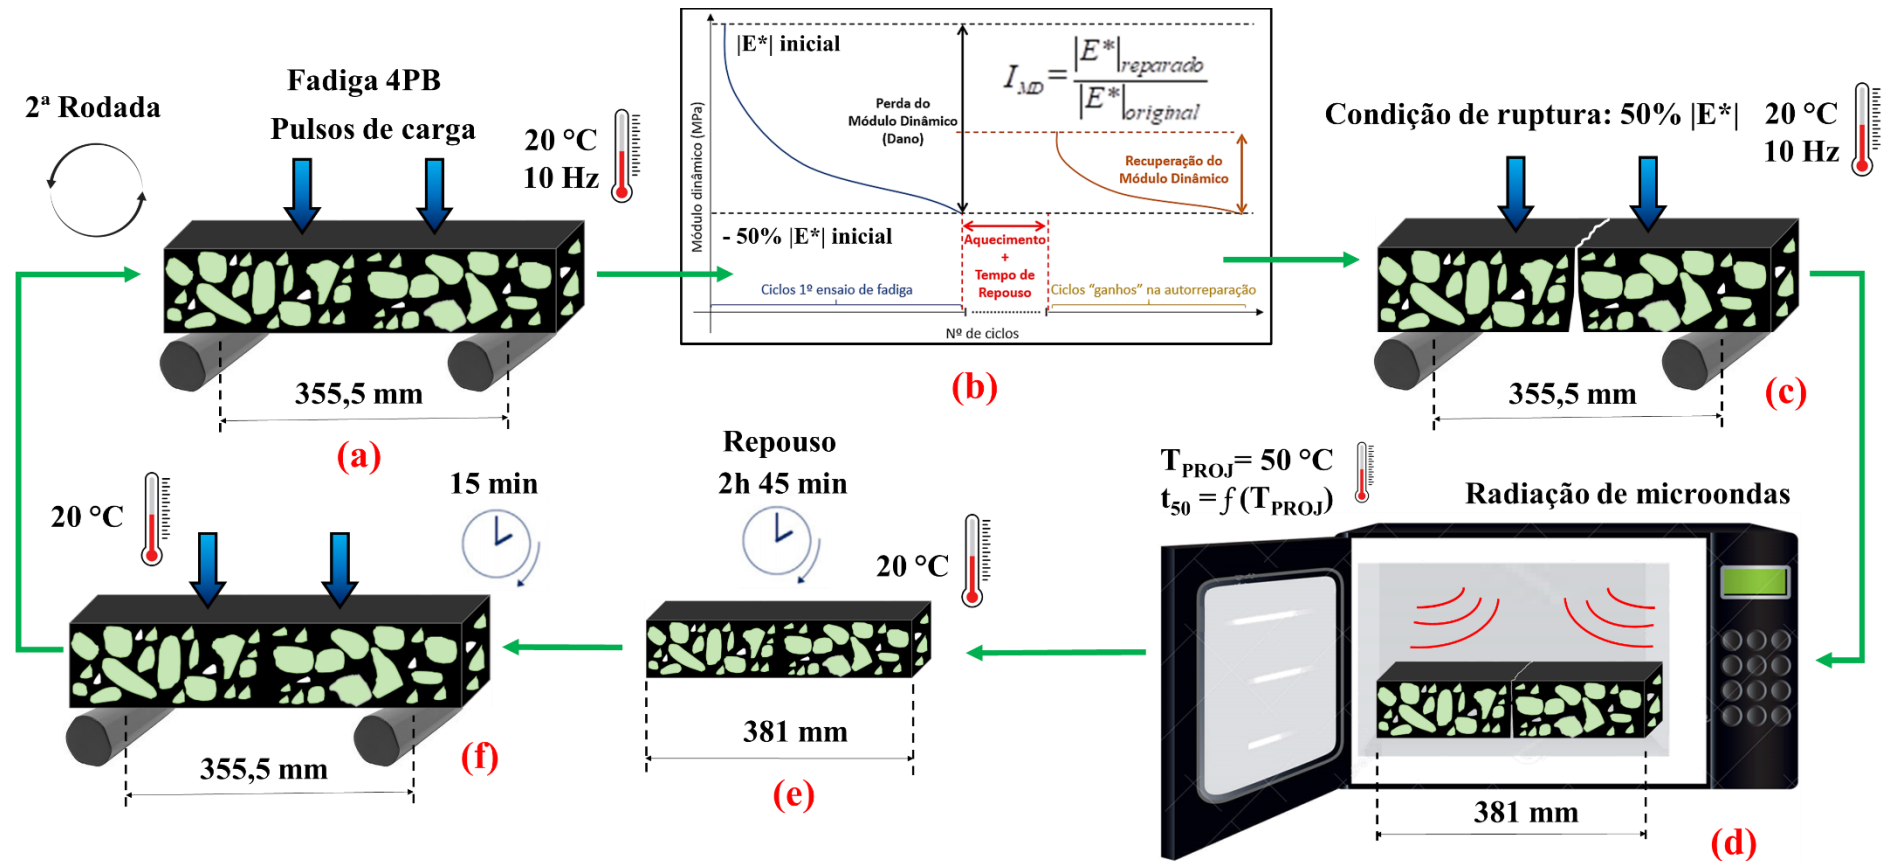 2ª Rodada
Fadiga 4PB
Pulsos de carga
20 °C
10 Hz
355,5 mm
(a)
Módulo dinâmico (MPa)
|E*| inicial
Perda do
Módulo Dinâmico
(Dano)
I_MD = |E*|reparado / |E*|original
Recuperação do
Módulo Dinâmico
- 50% |E*| inicial
Aquecimento
+
Tempo de
Repouso
Ciclos 1º ensaio de fadiga
Ciclos “ganhos” na autorreparação
Nº de ciclos
(b)
Condição de ruptura: 50% |E*|
20 °C
10 Hz
355,5 mm
(c)
T_PROJ= 50 °C
t_50 = f (T_PROJ)
Radiação de microondas
381 mm
(d)
Repouso
2h 45 min
20 °C
381 mm
(e)
15 min
20 °C
355,5 mm
(f)